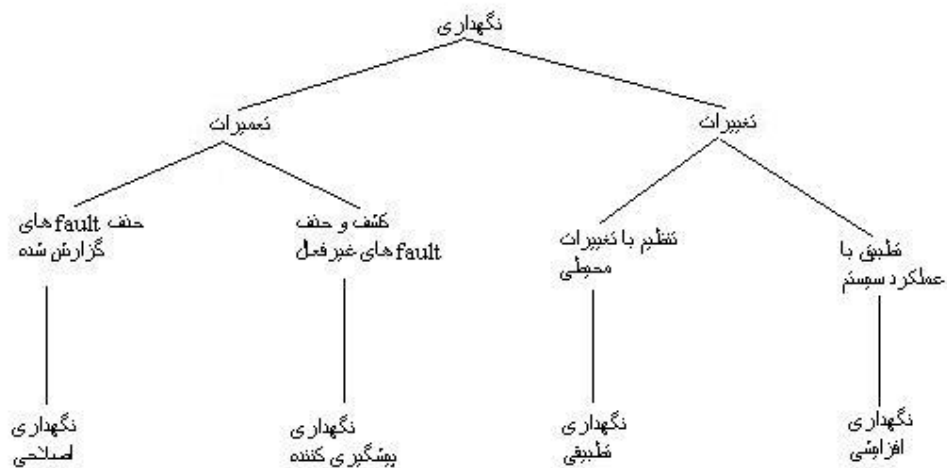 نگهداری
تعمیرات
تغییرات
حذف fault های
گزارش شده
کشف و حذف
fault های غیرفعال
تنظیم با تغییرات
محیطی
تطبیق با
عملکرد سیستم
نگهداری
اصلاحی
نگهداری
پیشگیری کننده
نگهداری
تطبیقی
نگهداری
افزایشی